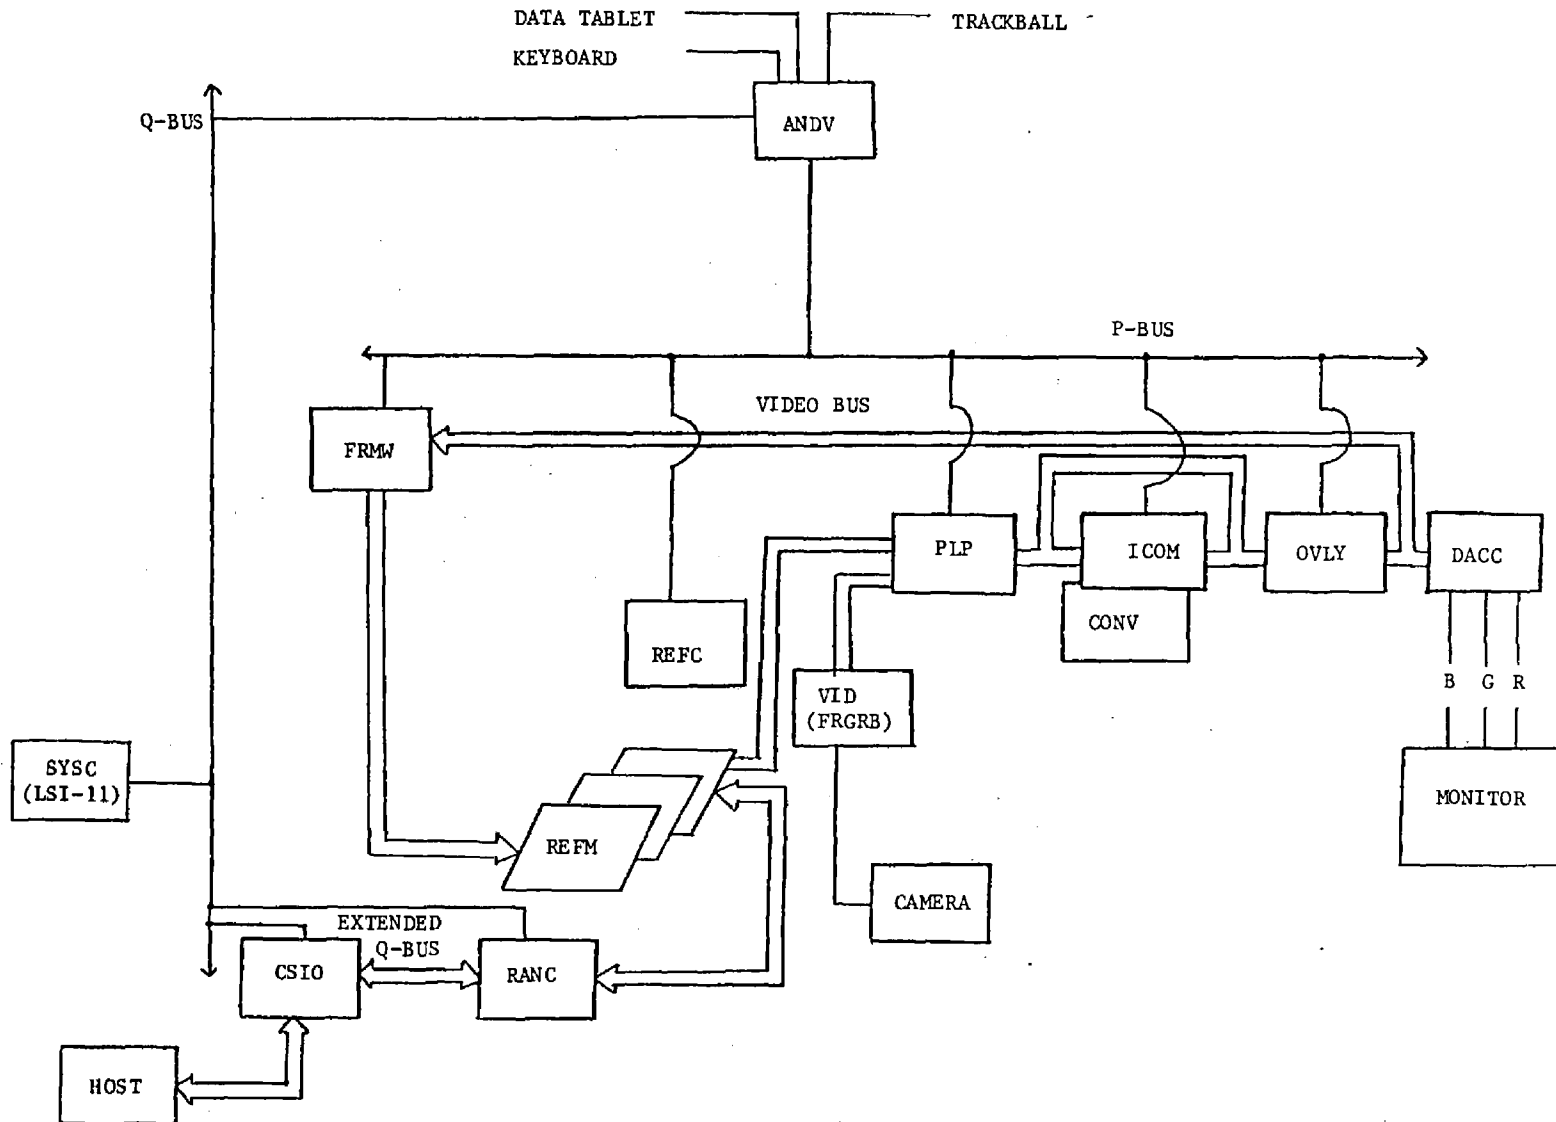 DATA TABLET
TRACKBALL
KEYBOARD
Q-BUS
ANDV
P-BUS
VIDEO BUS
FRMW
PLP
ICOM
OVLY
DACC
CONV
REFC
VID
(FRGRB)
B G R
SYSC
(LSI-11)
MONITOR
REFM
CAMERA
EXTENDED
Q-BUS
CSIO
RANC
HOST